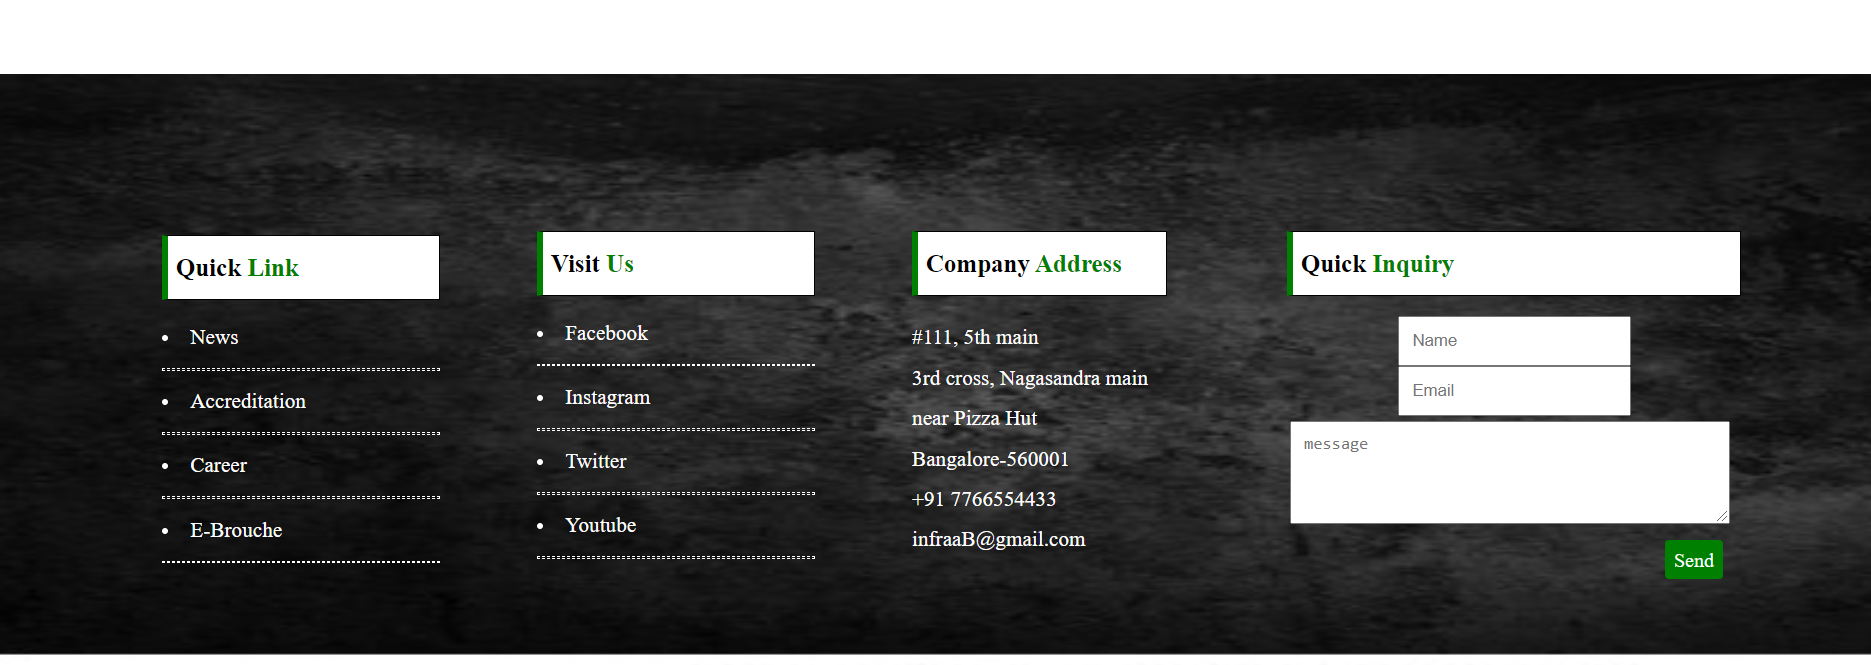 Quick Link
News
Accreditation
Career
E-Brouche
Visit Us
Facebook
Instagram
Twitter
Youtube
Company Address
#111, 5th main
3rd cross, Nagasandra main
near Pizza Hut
Bangalore-560001
+91 7766554433
infraaB@gmail.com
Quick Inquiry
Name
Email
message
Send